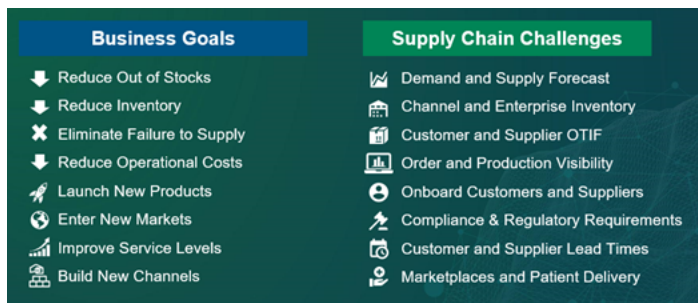 Business Goals
Reduce Out of Stocks
Reduce Inventory
Eliminate Failure to Supply
Reduce Operational Costs
Launch New Products
Enter New Markets
Improve Service Levels
Build New Channels
Supply Chain Challenges
Demand and Supply Forecast
Channel and Enterprise Inventory
Customer and Supplier OTIF
Order and Production Visibility
Onboard Customers and Suppliers
Compliance & Regulatory Requirements
Customer and Supplier Lead Times
Marketplaces and Patient Delivery